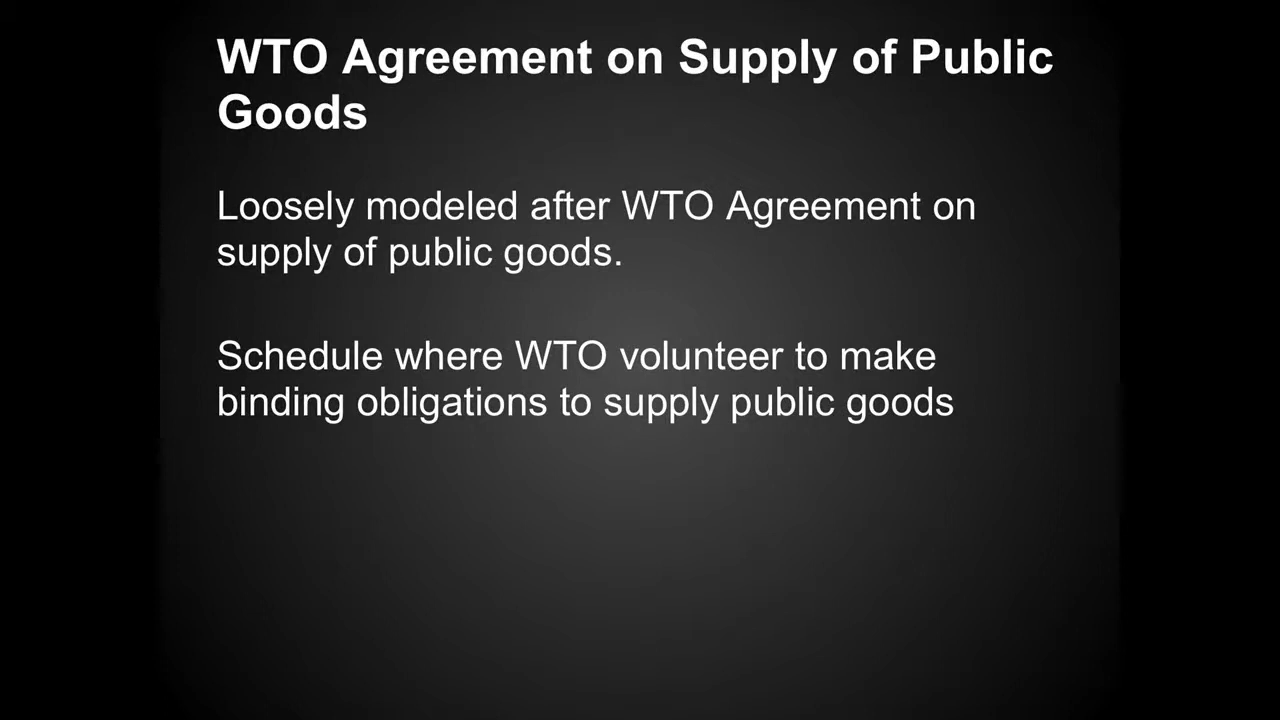 WTO Agreement on Supply of Public
Goods
Loosely modeled after WTO Agreement on
supply of public goods.
Schedule where WTO volunteer to make
binding obligations to supply public goods